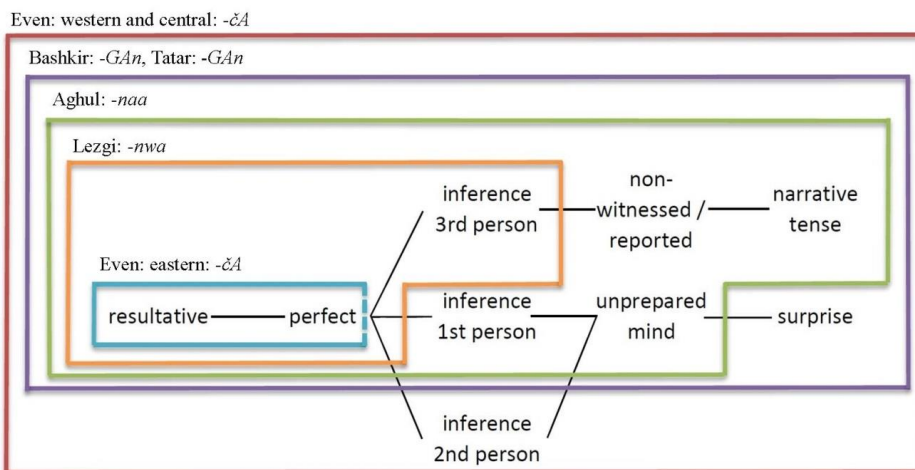 Even: western and central: -čA
Bashkir: -GAn, Tatar: -GAn
Aghul: -naa
Lezgi: -nwa
inference
3rd person
non-
witnessed /
reported
narrative
tense
Even: eastern: -čA
resultative
perfect
inference
1st person
unprepared
mind
surprise
inference
2nd person